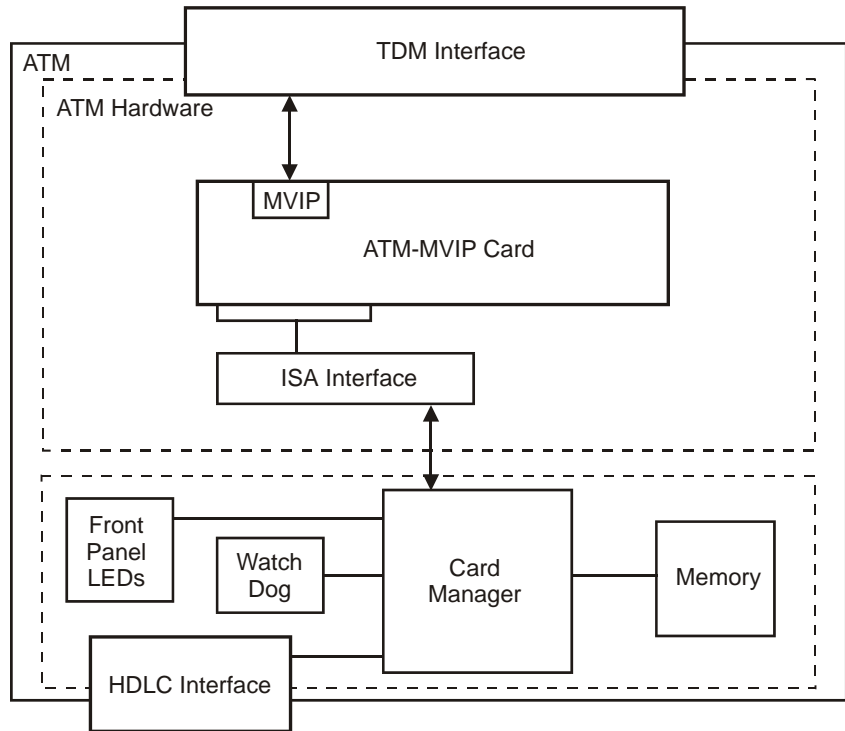 TDM Interface
ATM
ATM Hardware
MVIP
ATM-MVIP Card
ISA Interface
Front
Panel
LEDs
Watch
Dog
Card
Manager
Memory
HDLC Interface